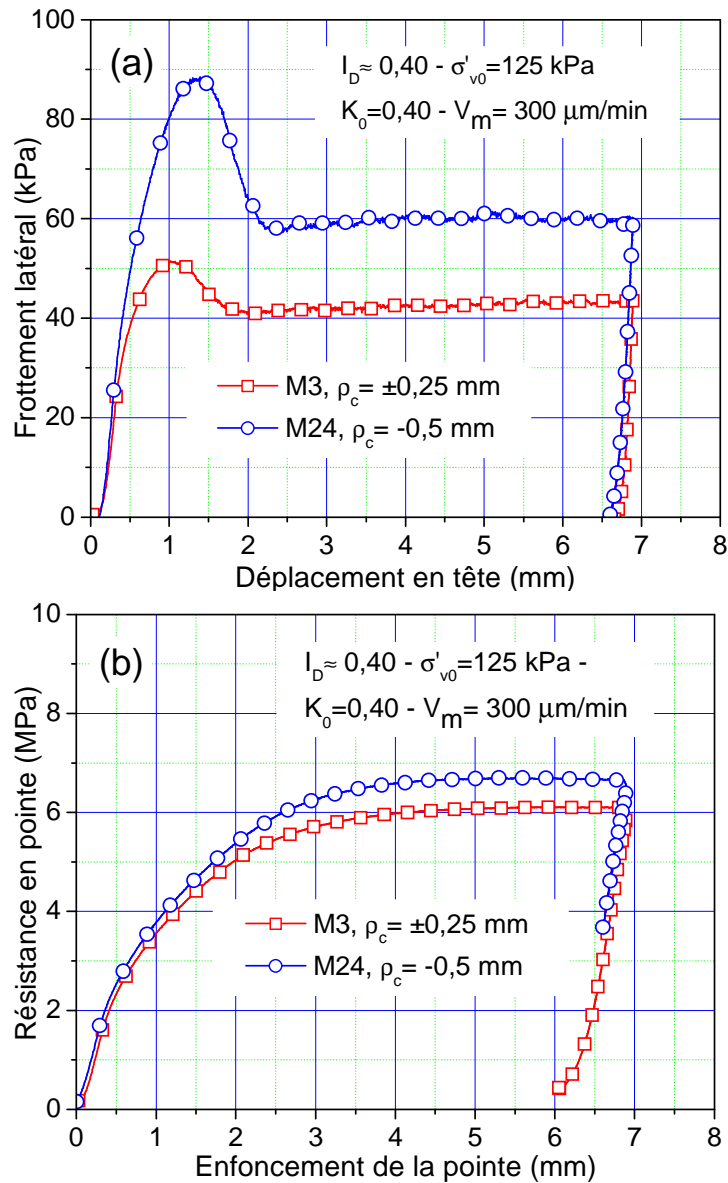 (a)
I_D≈ 0,40 - σ'_v0=125 kPa
K_0=0,40 - V_m= 300 μm/min
Frottement latéral (kPa)
100
80
60
40
20
0
M3, ρ_c= ±0,25 mm
M24, ρ_c= -0,5 mm
0 1 2 3 4 5 6 7 8
Déplacement en tête (mm)
(b)
I_D≈ 0,40 - σ'_v0=125 kPa -
K_0=0,40 - V_m= 300 μm/min
Résistance en pointe (MPa)
10
8
6
4
2
0
M3, ρ_c= ±0,25 mm
M24, ρ_c= -0,5 mm
0 1 2 3 4 5 6 7 8
Enfoncement de la pointe (mm)